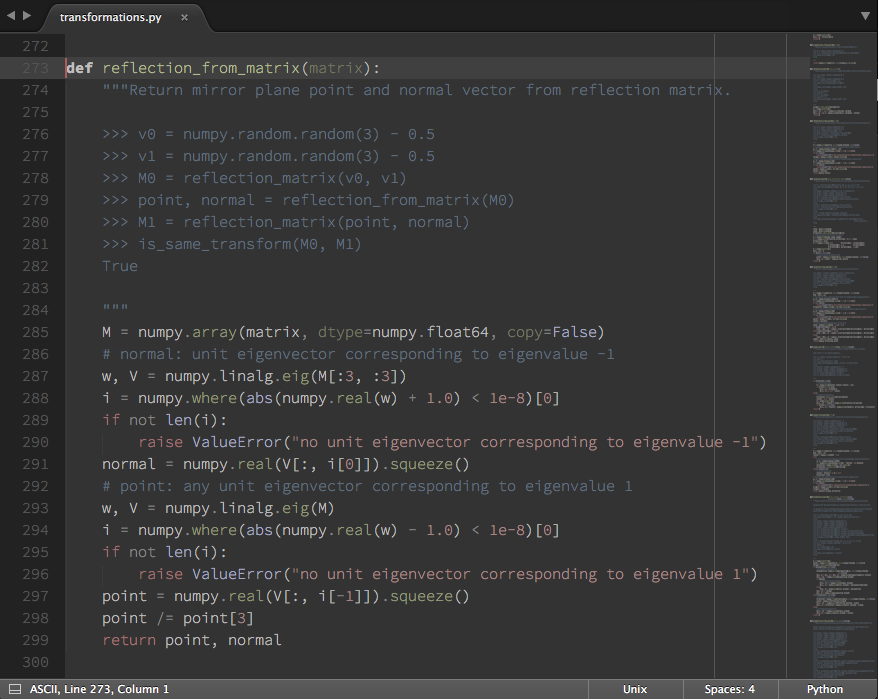 transformations.py ×
272
273 def reflection_from_matrix(matrix):
274     """Return mirror plane point and normal vector from reflection matrix.
275
276     >>> v0 = numpy.random.random(3) - 0.5
277     >>> v1 = numpy.random.random(3) - 0.5
278     >>> M0 = reflection_matrix(v0, v1)
279     >>> point, normal = reflection_from_matrix(M0)
280     >>> M1 = reflection_matrix(point, normal)
281     >>> is_same_transform(M0, M1)
282     True
283
284     """
285     M = numpy.array(matrix, dtype=numpy.float64, copy=False)
286     # normal: unit eigenvector corresponding to eigenvalue -1
287     w, V = numpy.linalg.eig(M[:3, :3])
288     i = numpy.where(abs(numpy.real(w) + 1.0) < 1e-8)[0]
289     if not len(i):
290         raise ValueError("no unit eigenvector corresponding to eigenvalue -1")
291     normal = numpy.real(V[:, i[0]]).squeeze()
292     # point: any unit eigenvector corresponding to eigenvalue 1
293     w, V = numpy.linalg.eig(M)
294     i = numpy.where(abs(numpy.real(w) - 1.0) < 1e-8)[0]
295     if not len(i):
296         raise ValueError("no unit eigenvector corresponding to eigenvalue 1")
297     point = numpy.real(V[:, i[-1]]).squeeze()
298     point /= point[3]
299     return point, normal
300
ASCII, Line 273, Column 1 Unix Spaces: 4 Python